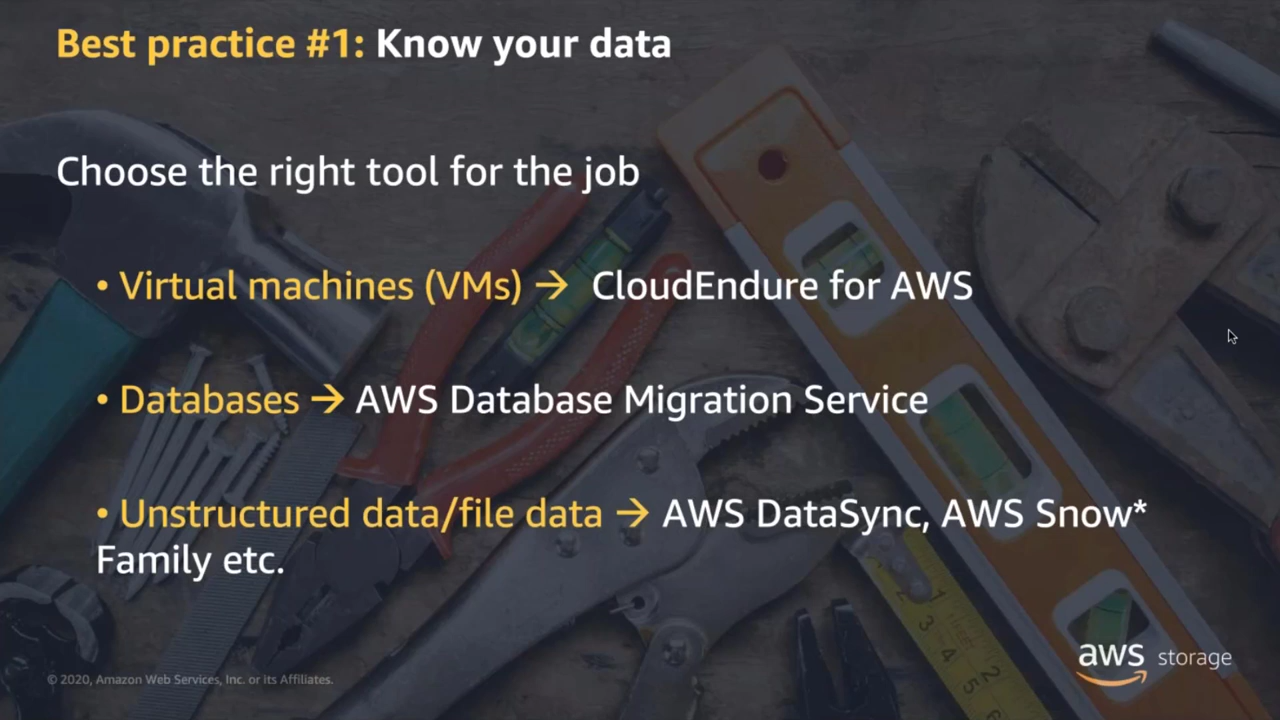 Best practice #1: Know your data
Choose the right tool for the job
• Virtual machines (VMs) → CloudEndure for AWS
• Databases → AWS Database Migration Service
• Unstructured data/file data → AWS DataSync, AWS Snow*
Family etc.
aws storage
© 2020, Amazon Web Services, Inc. or its Affiliates.